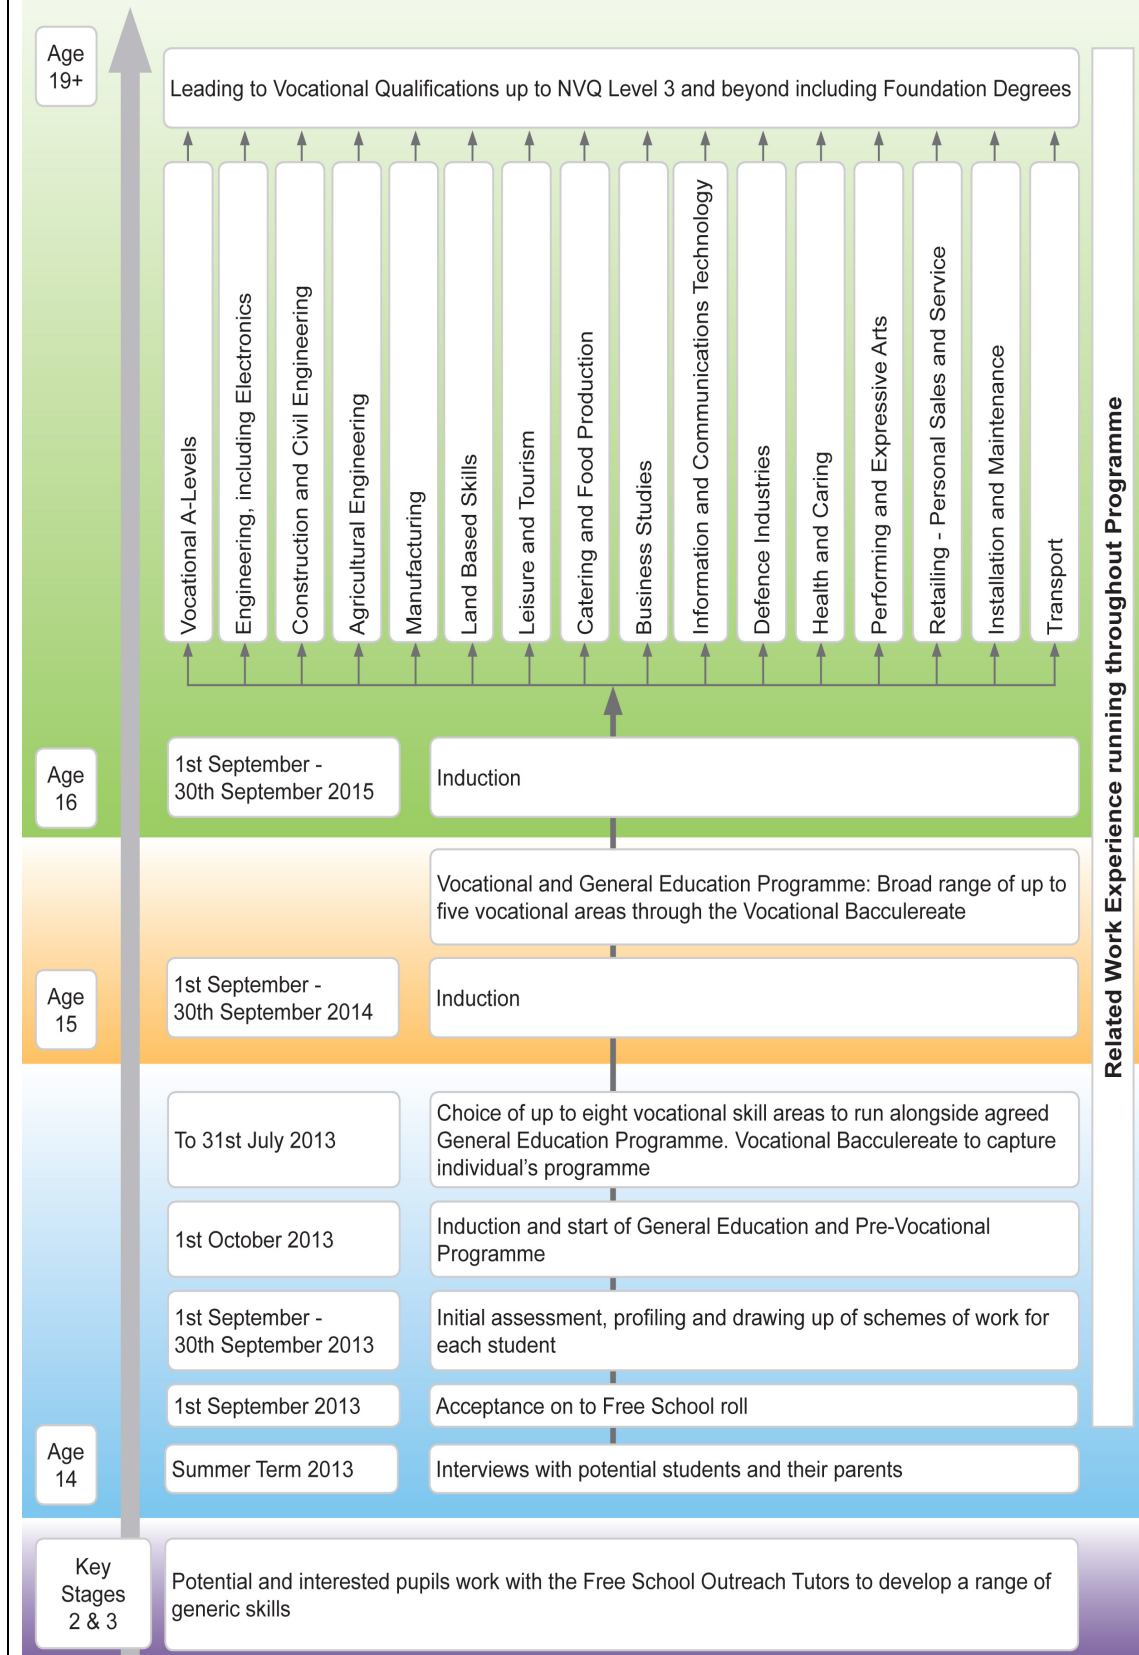 Age
19+
Leading to Vocational Qualifications up to NVQ Level 3 and beyond including Foundation Degrees
Vocational A-Levels
Engineering, including Electronics
Construction and Civil Engineering
Agricultural Engineering
Manufacturing
Land Based Skills
Leisure and Tourism
Catering and Food Production
Business Studies
Information and Communications Technology
Defence Industries
Health and Caring
Performing and Expressive Arts
Retailing - Personal Sales and Service
Installation and Maintenance
Transport
Related Work Experience running throughout Programme
Age
16
1st September -
30th September 2015
Induction
Vocational and General Education Programme: Broad range of up to
five vocational areas through the Vocational Bacculereate
Age
15
1st September -
30th September 2014
Induction
To 31st July 2013
Choice of up to eight vocational skill areas to run alongside agreed
General Education Programme. Vocational Bacculereate to capture
individual's programme
1st October 2013
Induction and start of General Education and Pre-Vocational
Programme
1st September -
30th September 2013
Initial assessment, profiling and drawing up of schemes of work for
each student
1st September 2013
Acceptance on to Free School roll
Age
14
Summer Term 2013
Interviews with potential students and their parents
Key
Stages
2 & 3
Potential and interested pupils work with the Free School Outreach Tutors to develop a range of
generic skills